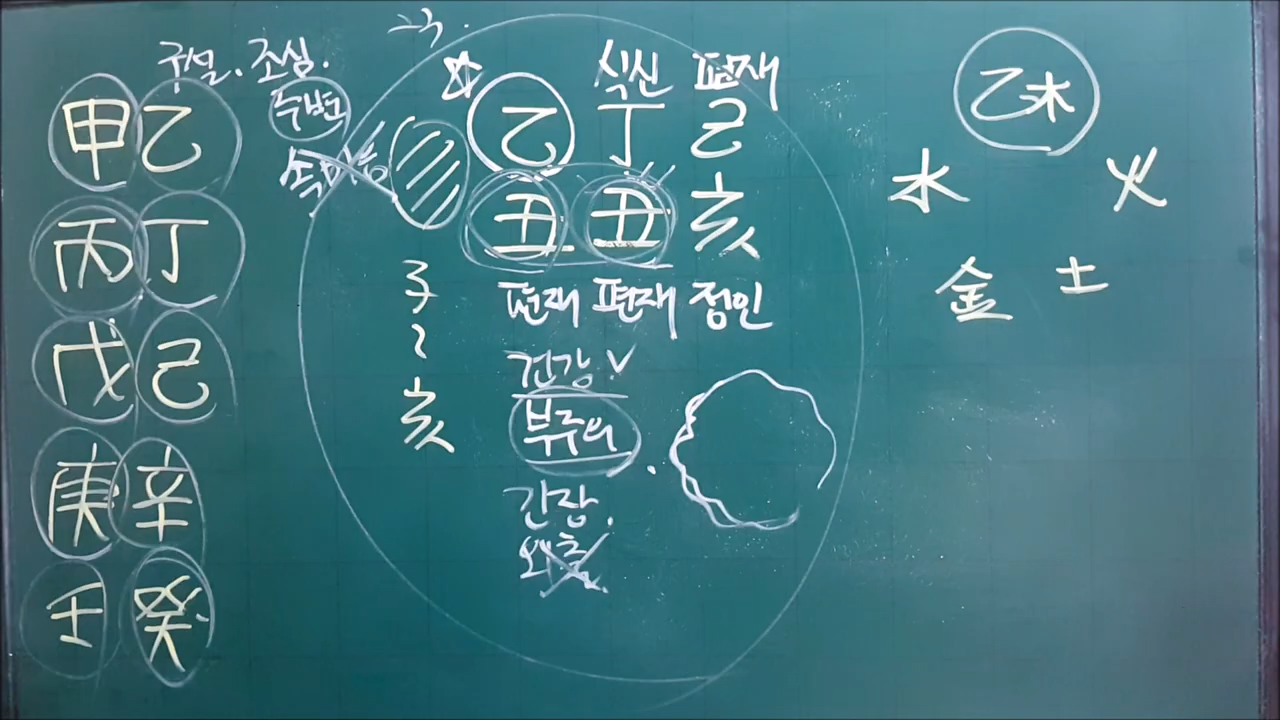 구설. 조심.
주변
식신 편재
甲乙
丙丁
戊己
庚辛
壬癸
乙丁己
丑丑亥
편재 편재 정인
子
~
亥
건강.
부주의
간장.
乙木
水 火
金 土